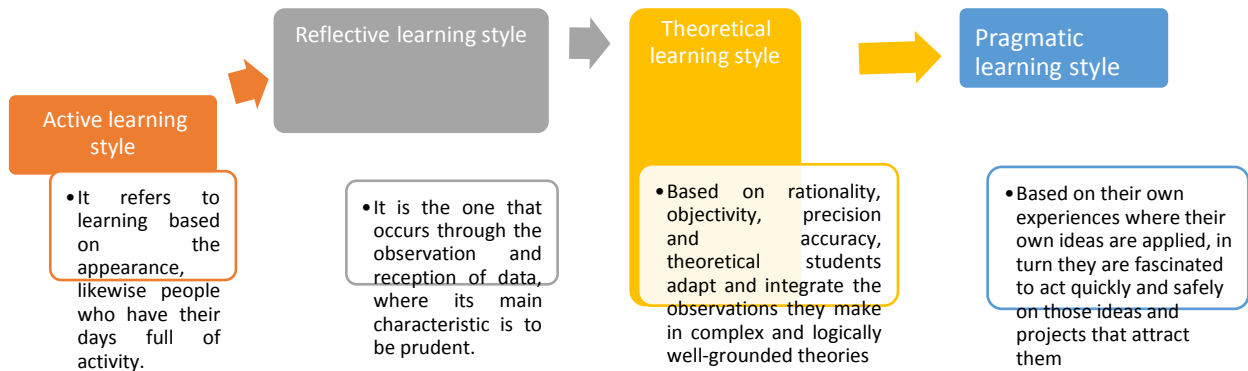 Active learning
style
•It refers to
learning based
on the
appearance,
likewise people
who have their
days full of
activity.
Reflective learning style
•It is the one that
occurs through the
observation and
reception of data,
where its main
characteristic is to
be prudent.
Theoretical
learning style
•Based on rationality,
objectivity, precision
and accuracy,
theoretical students
adapt and integrate the
observations they make
in complex and logically
well-grounded theories
Pragmatic
learning style
•Based on their own
experiences where their
own ideas are applied, in
turn they are fascinated
to act quickly and safely
on those ideas and
projects that attract
them